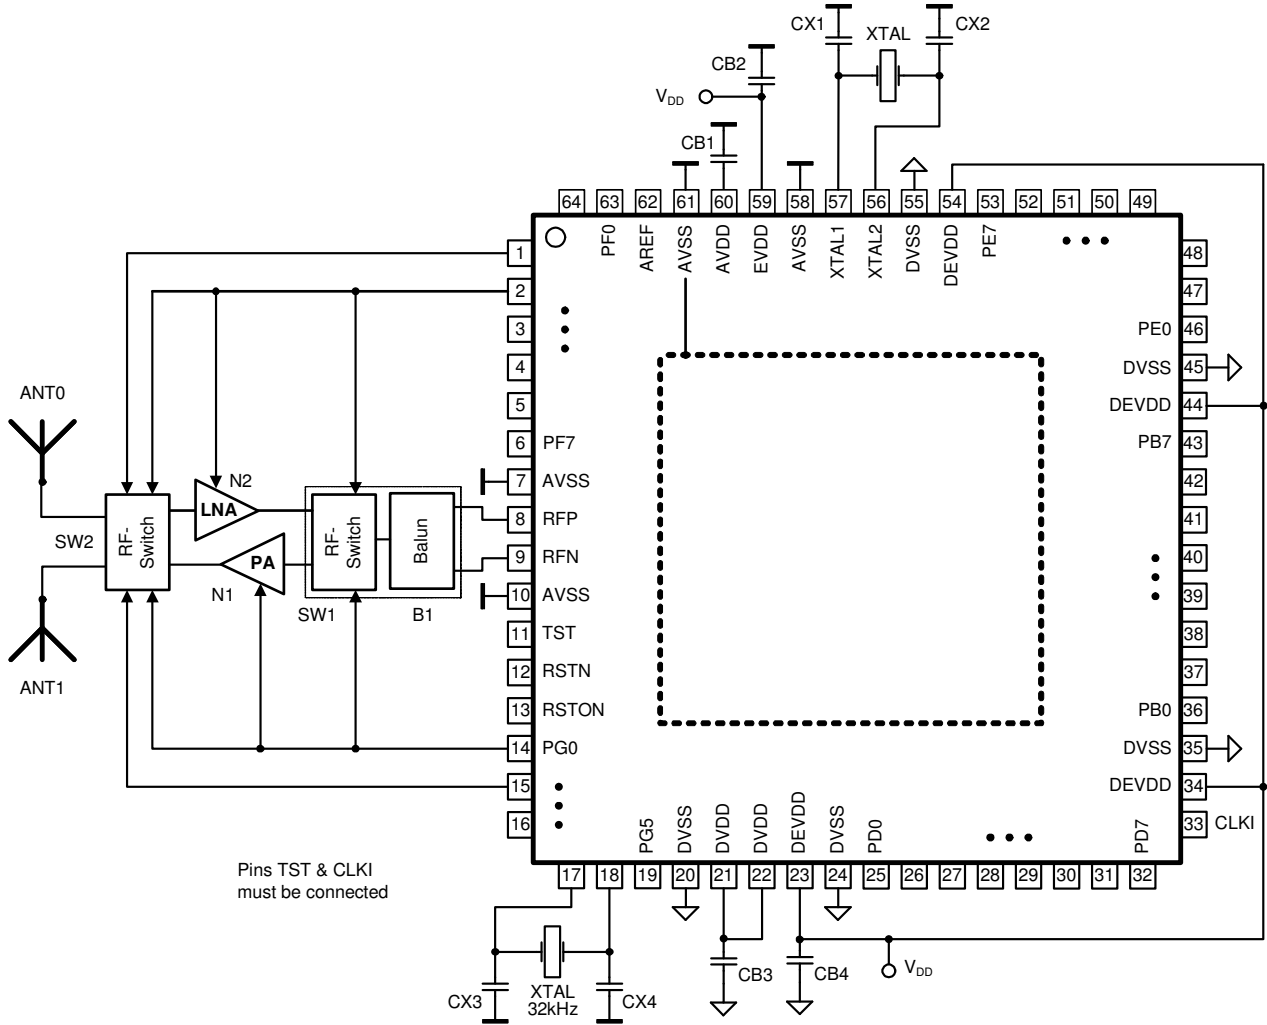 CX1
XTAL
CX2
CB2
V_DD
CB1
64 63 62 61 60 59 58 57 56 55 54 53 52 51 50 49
PF0
AREF
AVSS
AVDD
EVDD
AVSS
XTAL1
XTAL2
DVSS
DEVDD
PE7
1
2
3
4
5
6 PF7
7 AVSS
8 RFP
9 RFN
10 AVSS
11 TST
12 RSTN
13 RSTON
14 PG0
15
16
48
47
PE0 46
DVSS 45
DEVDD 44
PB7 43
42
41
40
39
38
37
PB0 36
DVSS 35
DEVDD 34
33 CLKI
ANT0
N2
LNA
SW2
RF-
Switch
PA
N1
RF-
Switch
Balun
SW1
B1
ANT1
PG5
DVSS
DVDD
DVDD
DEVDD
DVSS
PD0
PD7
17 18 19 20 21 22 23 24 25 26 27 28 29 30 31 32
Pins TST & CLKI
must be connected
CX3
XTAL
32kHz
CX4
CB3
CB4
V_DD